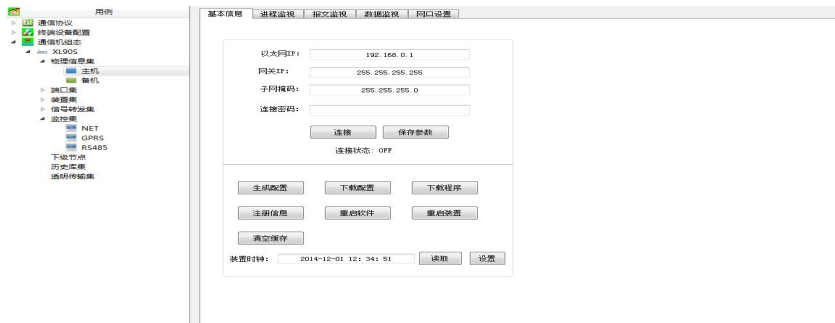 用例
通信协议
终端设备配置
通信机组态
XL90S
物理信息集
主机
备机
端口集
装置集
信号转发集
监控集
NET
GPRS
RS485
下级节点
历史库集
透明传输集
基本信息 进程监视 报文监视 数据监视 网口设置
以太网IP: 192.168.0.1
网关IP: 255.255.255.255
子网掩码: 255.255.255.0
连接密码:
连接 保存参数
连接状态: OFF
生成配置 下载配置 下载程序
注册信息 重启软件 重启装置
清空缓存
装置时钟: 2014-12-01 12: 34: 51 读取 设置